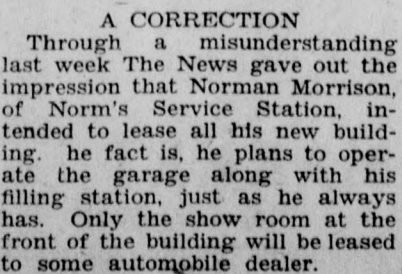 A CORRECTION
Through a misunderstanding
last week The News gave out the
impression that Norman Morrison,
of Norm's Service Station, in-
tended to lease all his new build-
ing. he fact is, he plans to oper-
ate the garage along with his
filling station, just as he always
has. Only the show room at the
front of the building will be leased
to some automobile dealer.